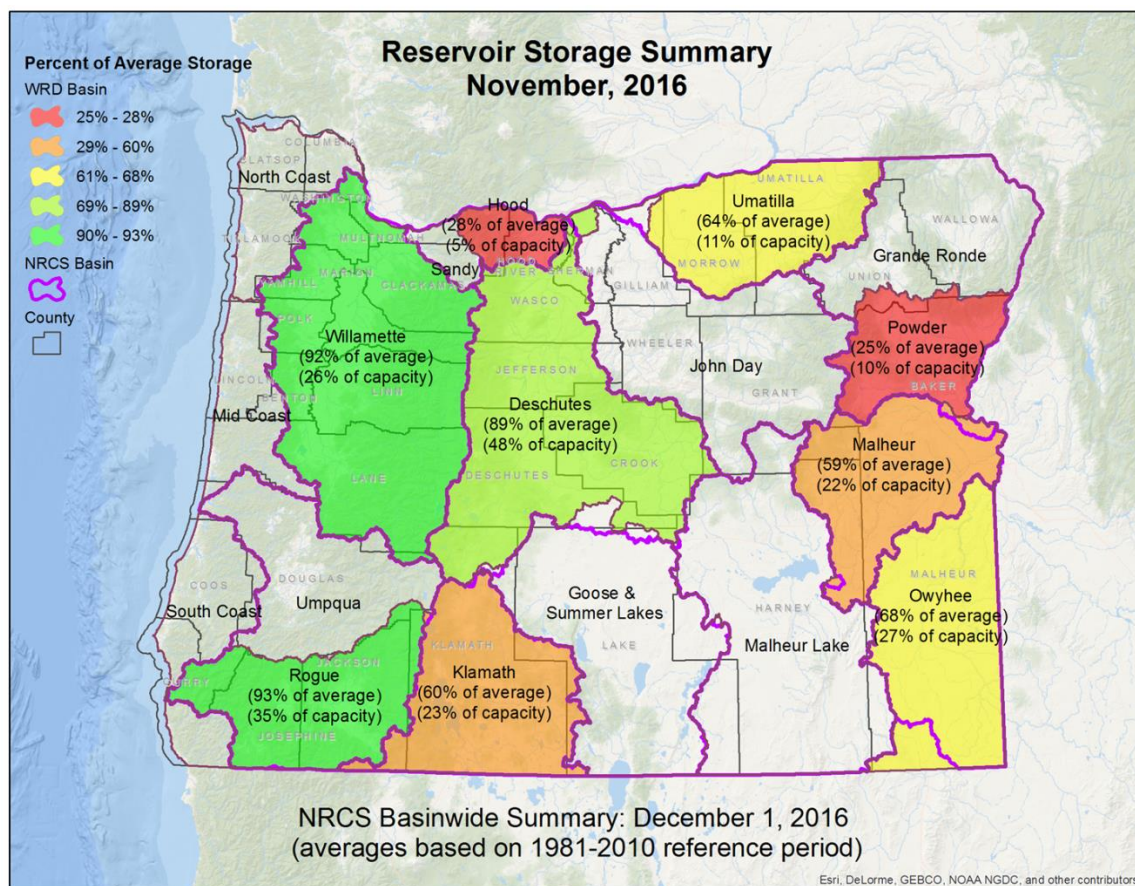 Reservoir Storage Summary
November, 2016
Percent of Average Storage
WRD Basin
25% - 28%
29% - 60%
61% - 68%
69% - 89%
90% - 93%
NRCS Basin
County
COLUMBIA
CLATSOP
North Coast
WASHINGTON
TILLAMOOK
MULTNOMAH
Hood
(28% of average)
(5% of capacity)
HOOD
RIVER
Sandy
SHERMAN
UMATILLA
Umatilla
(64% of average)
(11% of capacity)
MORROW
WALLOWA
Grande Ronde
UNION
GILLIAM
YAMHILL
MARION
CLACKAMAS
WASCO
POLK
Willamette
(92% of average)
(26% of capacity)
LINN
LINCOLN
BENTON
Mid Coast
JEFFERSON
WHEELER
John Day
GRANT
Powder
(25% of average)
(10% of capacity)
BAKER
Deschutes
(89% of average)
(48% of capacity)
CROOK
DESCHUTES
LANE
Malheur
(59% of average)
(22% of capacity)
MALHEUR
Owyhee
(68% of average)
(27% of capacity)
COOS
South Coast
DOUGLAS
Umpqua
Goose &
Summer Lakes
LAKE
HARNEY
Malheur Lake
KLAMATH
Klamath
(60% of average)
(23% of capacity)
JACKSON
CURRY
Rogue
(93% of average)
(35% of capacity)
JOSEPHINE
NRCS Basinwide Summary: December 1, 2016
(averages based on 1981-2010 reference period)
Esri, DeLorme, GEBCO, NOAA NGDC, and other contributors